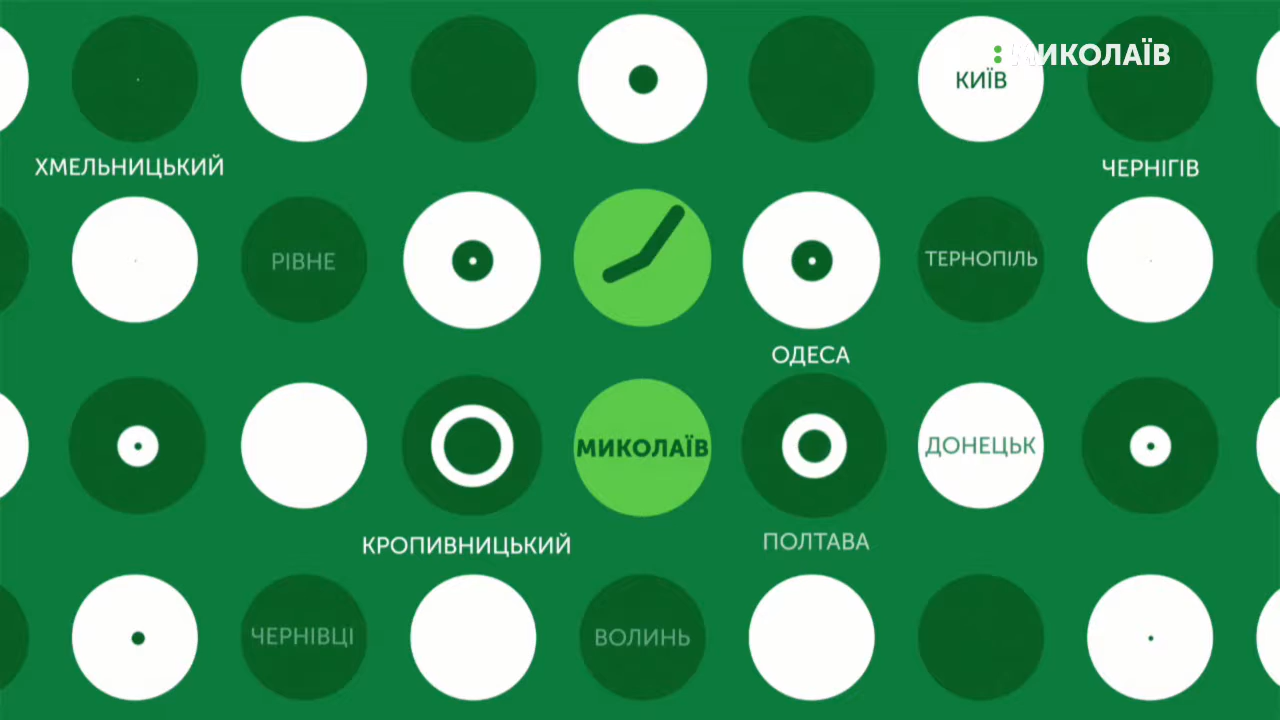 МИКОЛАЇВ
КИЇВ
ХМЕЛЬНИЦЬКИЙ
ЧЕРНІГІВ
РІВНЕ
ТЕРНОПІЛЬ
ОДЕСА
МИКОЛАЇВ
ДОНЕЦЬК
КРОПИВНИЦЬКИЙ
ПОЛТАВА
ЧЕРНІВЦІ
ВОЛИНЬ